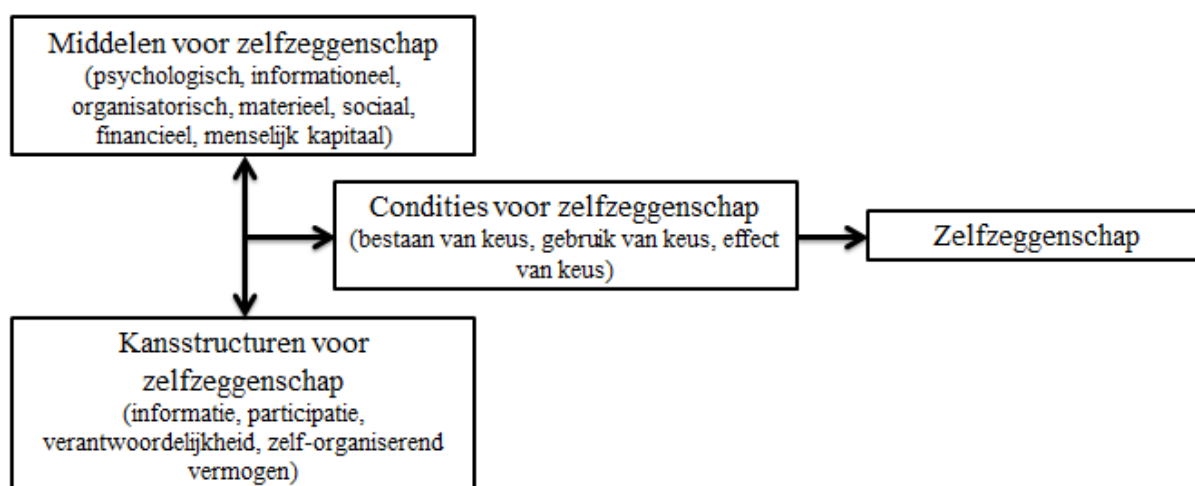 Middelen voor zelfzeggenschap
(psychologisch, informationeel,
organisatorisch, materieel, sociaal,
financieel, menselijk kapitaal)
Condities voor zelfzeggenschap
(bestaan van keus, gebruik van keus, effect
van keus)
Zelfzeggenschap
Kansstructuren voor
zelfzeggenschap
(informatie, participatie,
verantwoordelijkheid, zelf-organiserend
vermogen)